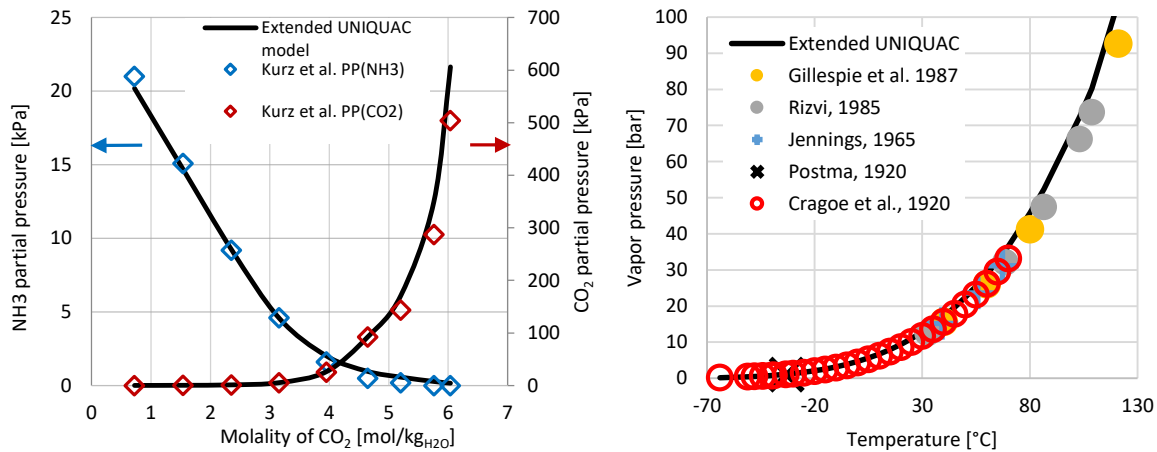 25
20
15
10
5
0
NH3 partial pressure [kPa]
Extended UNIQUAC
model
Kurz et al. PP(NH3)
Kurz et al. PP(CO2)
700
600
500
400
300
200
100
0
CO2 partial pressure [kPa]
0 1 2 3 4 5 6 7
Molality of CO2 [mol/kgH2O]
100
90
80
70
60
50
40
30
20
10
0
Vapor pressure [bar]
Extended UNIQUAC
Gillespie et al. 1987
Rizvi, 1985
Jennings, 1965
Postma, 1920
Cragoe et al., 1920
-70 -20 30 80 130
Temperature [°C]